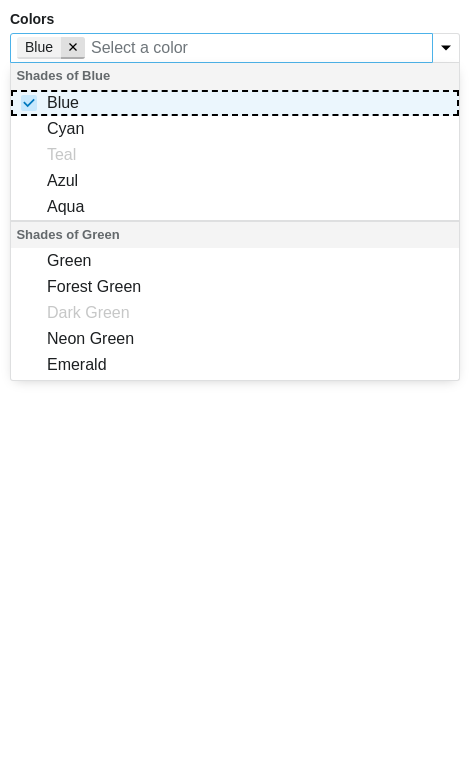 Colors
Blue Select a color
Shades of Blue
Blue
Cyan
Teal
Azul
Aqua
Shades of Green
Green
Forest Green
Dark Green
Neon Green
Emerald